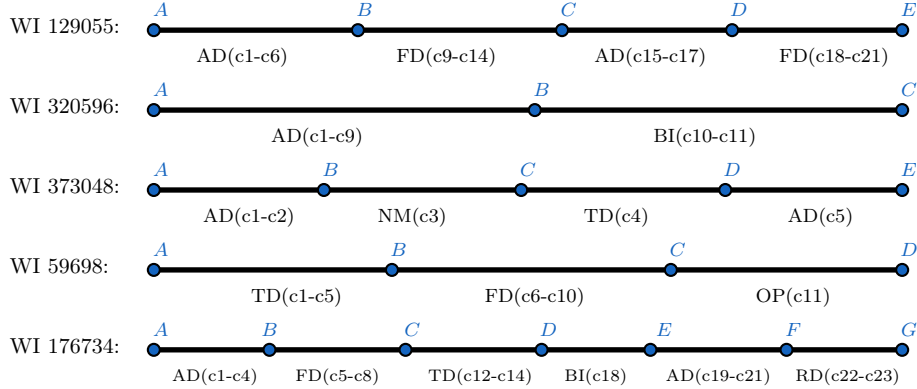 WI 129055: A B C D E
AD(c1-c6) FD(c9-c14) AD(c15-c17) FD(c18-c21)
WI 320596: A B C
AD(c1-c9) BI(c10-c11)
WI 373048: A B C D E
AD(c1-c2) NM(c3) TD(c4) AD(c5)
WI 59698: A B C D
TD(c1-c5) FD(c6-c10) OP(c11)
WI 176734: A B C D E F G
AD(c1-c4) FD(c5-c8) TD(c12-c14) BI(c18) AD(c19-c21) RD(c22-c23)